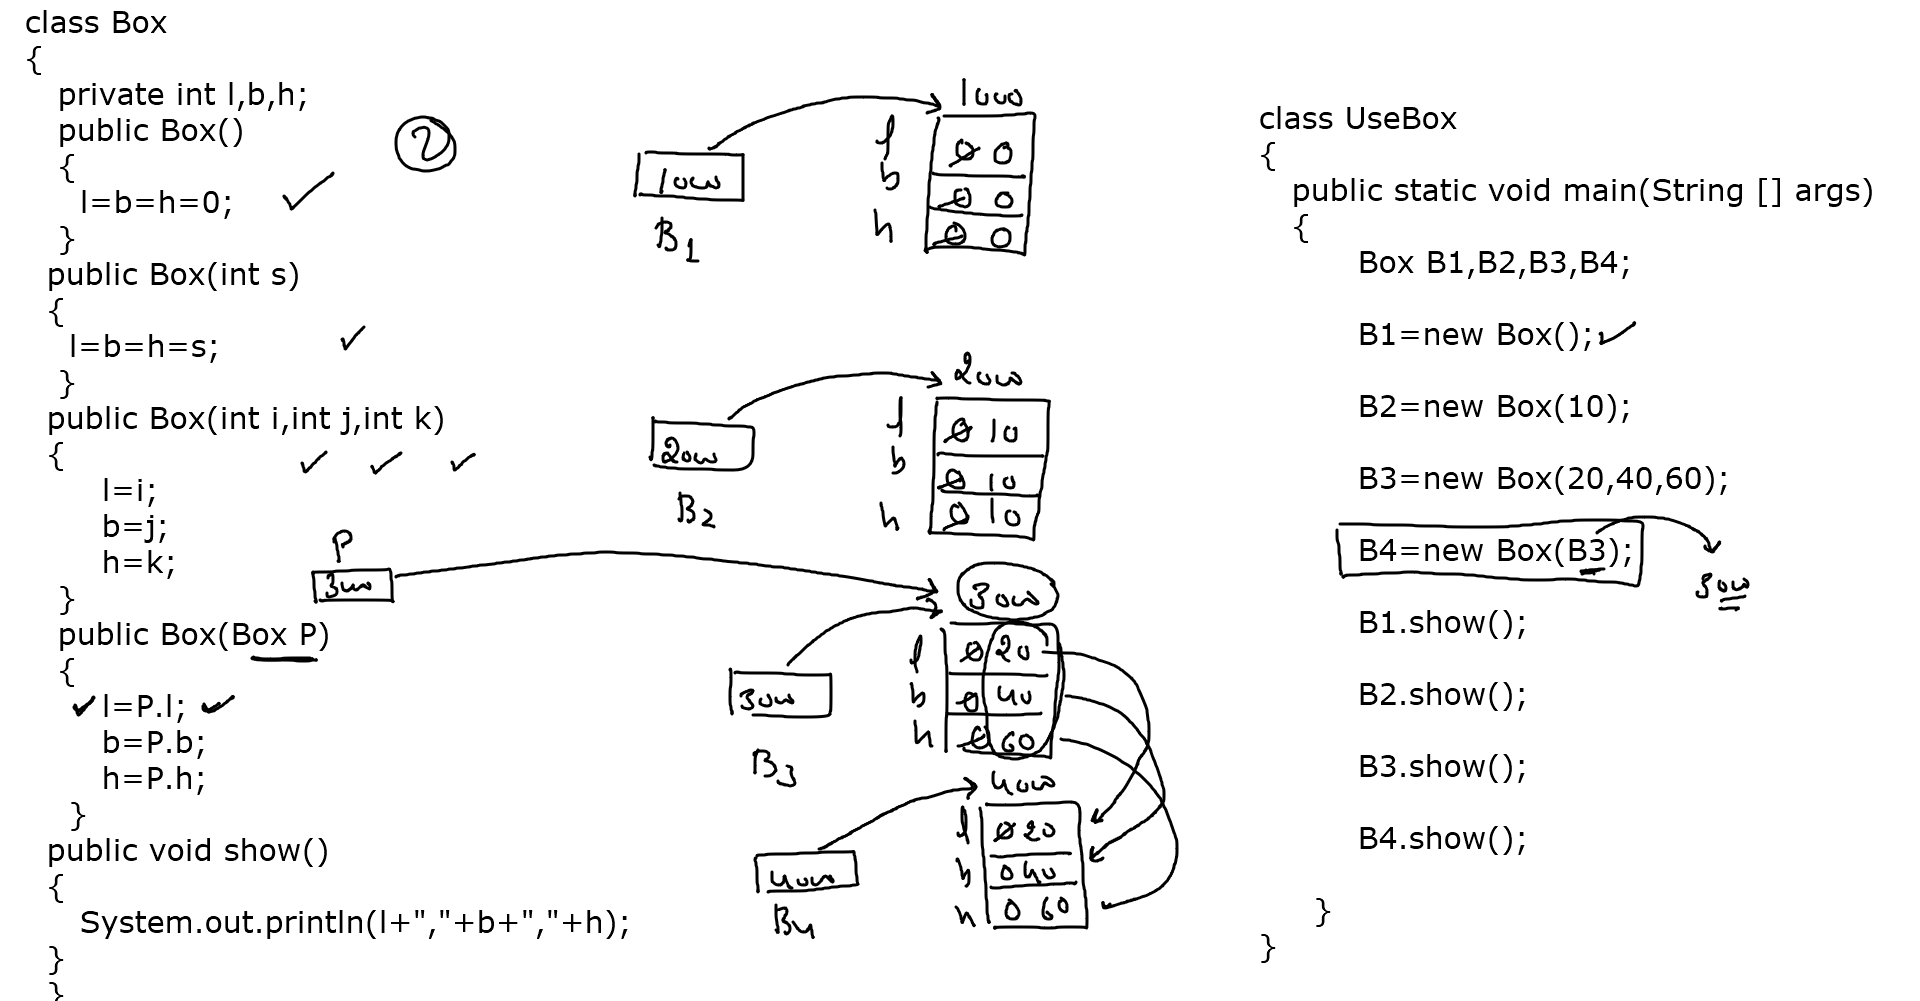 class Box
{
private int l,b,h;
public Box()
{
l=b=h=0;
}
public Box(int s)
{
l=b=h=s;
}
public Box(int i,int j,int k)
{
l=i;
b=j;
h=k;
}
public Box(Box P)
{
l=P.l;
b=P.b;
h=P.h;
}
public void show()
{
System.out.println(l+","+b+","+h);
}
}
2
1000
1000
B1
l
0 0
b
0 0
h
0 0
2000
2000
B2
l
0 10
b
0 10
h
0 10
P
3000
3000
3000
B3
l
0 20
b
0 40
h
0 60
4000
4000
B4
l
0 20
b
0 40
h
0 60
class UseBox
{
public static void main(String [] args)
{
Box B1,B2,B3,B4;
B1=new Box();
B2=new Box(10);
B3=new Box(20,40,60);
B4=new Box(B3);
3000
B1.show();
B2.show();
B3.show();
B4.show();
}
}